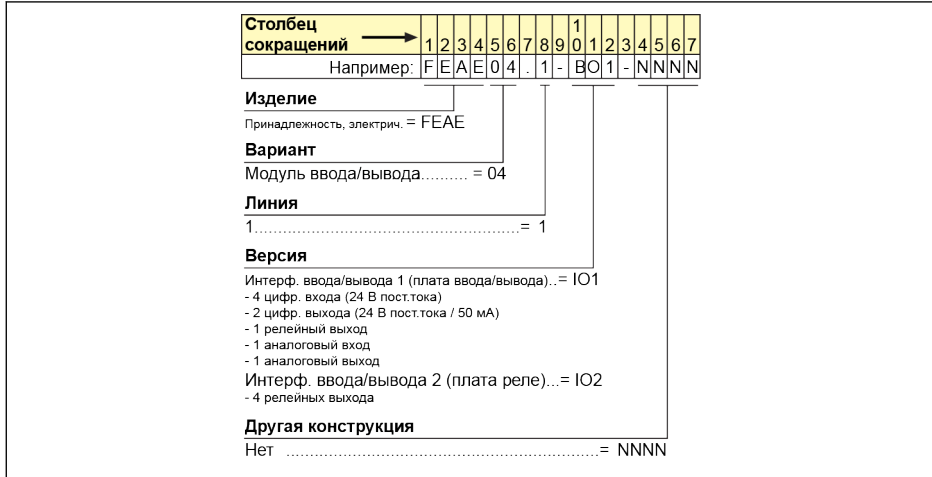 Столбец
сокращений
1
1 2 3 4 5 6 7 8 9 0 1 2 3 4 5 6 7
Например: F E A E 0 4 . 1 - B O 1 - N N N N
Изделие
Принадлежность, электрич. = FEAE
Вариант
Модуль ввода/вывода.......... = 04
Линия
1....................................................= 1
Версия
Интерф. ввода/вывода 1 (плата ввода/вывода)..= IO1
- 4 цифр. входа (24 В пост.тока)
- 2 цифр. выхода (24 В пост.тока / 50 мА)
- 1 релейный выход
- 1 аналоговый вход
- 1 аналоговый выход
Интерф. ввода/вывода 2 (плата реле)...= IO2
- 4 релейных выхода
Другая конструкция
Нет .............................................................= NNNN